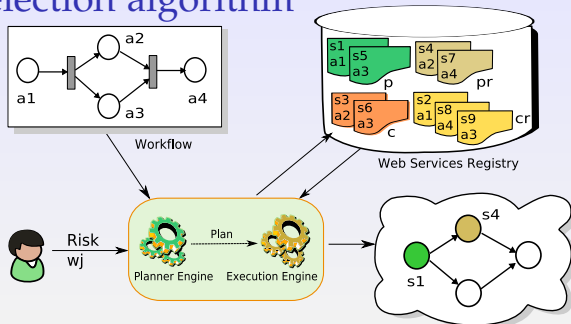 election algorithm
a1
a2
a3
a4
Workflow
s1
a1
s5
a3
p
s4
a2
s7
a4
pr
s3
a2
s6
a3
c
s2
a1
s8
a4
s9
a3
cr
Web Services Registry
Risk
wj
Plan
Planner Engine
Execution Engine
s4
s1